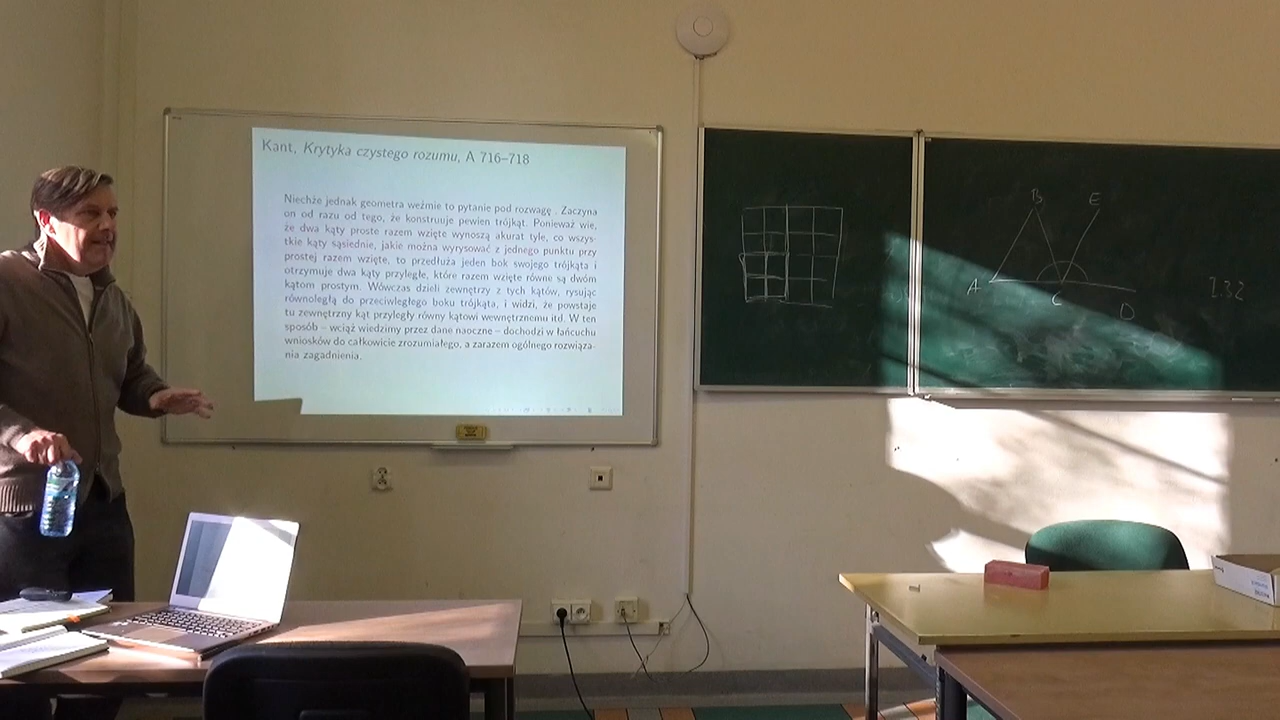 Kant, Krytyka czystego rozumu, A 716–718
Niechże jednak geometra weźmie to pytanie pod rozwagę . Zaczyna
on od razu od tego, że konstruuje pewien trójkąt. Ponieważ wie,
że dwa kąty proste razem wzięte wynoszą akurat tyle, co wszys-
tkie kąty sąsiednie, jakie można wyrysować z jednego punktu przy
prostej razem wzięte, to przedłuża jeden bok swojego trójkąta i
otrzymuje dwa kąty przyległe, które razem wzięte równe są dwóm
kątom prostym. Wówczas dzieli zewnętrzny z tych kątów, rysując
równoległą do przeciwległego boku trójkąta, i widzi, że powstaje
tu zewnętrzny kąt przyległy równy kątowi wewnętrznemu itd. W ten
sposób – wciąż wiedzimy przez dane naoczne – dochodzi w łańcuchu
wniosków do całkowicie zrozumiałego, a zarazem ogólnego rozwiąza-
nia zagadnienia.
B E
A C D
I.32